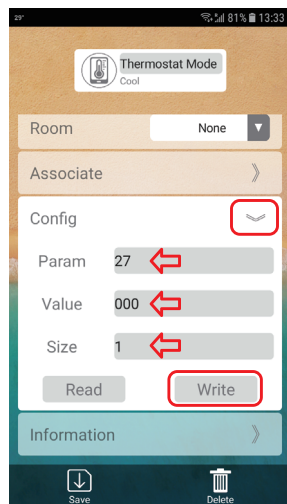 29° 81% 13:33
Thermostat Mode
Cool
Room None
Associate
Config
Param 27
Value 000
Size 1
Read Write
Information
Save Delete